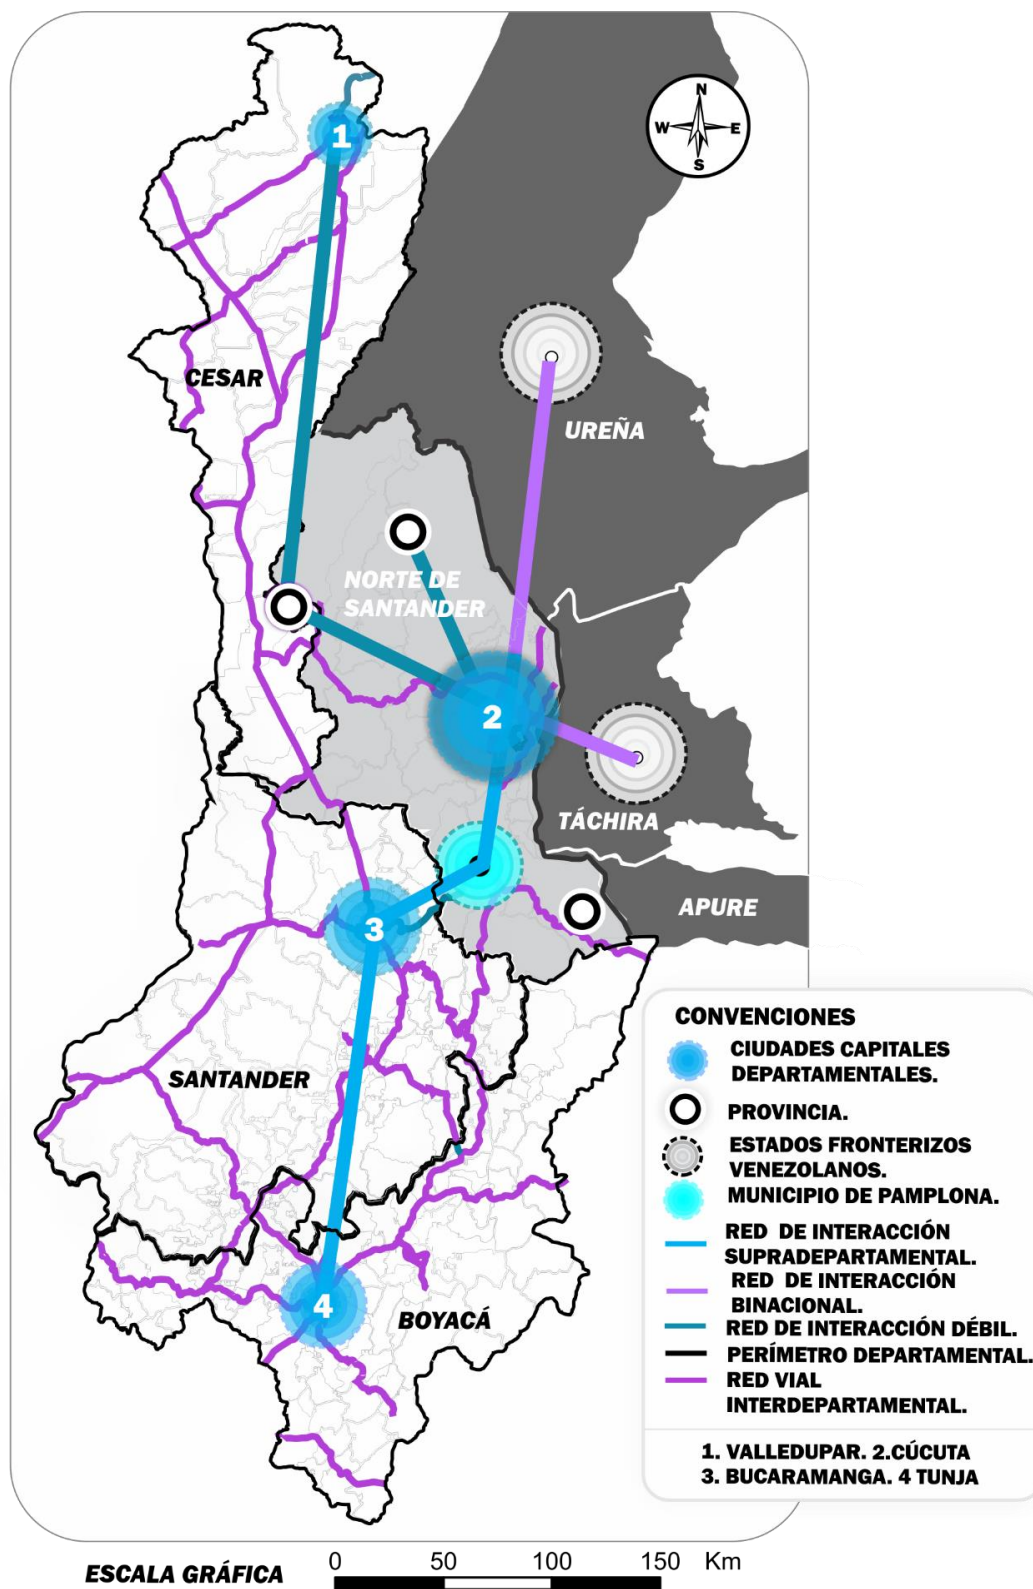 1
N
W E
S
CESAR
UREÑA
NORTE DE
SANTANDER
2
TÁCHIRA
3
APURE
SANTANDER
4
BOYACÁ
CONVENCIONES
CIUDADES CAPITALES
DEPARTAMENTALES.
PROVINCIA.
ESTADOS FRONTERIZOS
VENEZOLANOS.
MUNICIPIO DE PAMPLONA.
RED DE INTERACCIÓN
SUPRADEPARTAMENTAL.
RED DE INTERACCIÓN
BINACIONAL.
RED DE INTERACCIÓN DÉBIL.
PERÍMETRO DEPARTAMENTAL.
RED VIAL
INTERDEPARTAMENTAL.
1. VALLEDUPAR. 2.CÚCUTA
3. BUCARAMANGA. 4 TUNJA
ESCALA GRÁFICA
0 50 100 150 Km